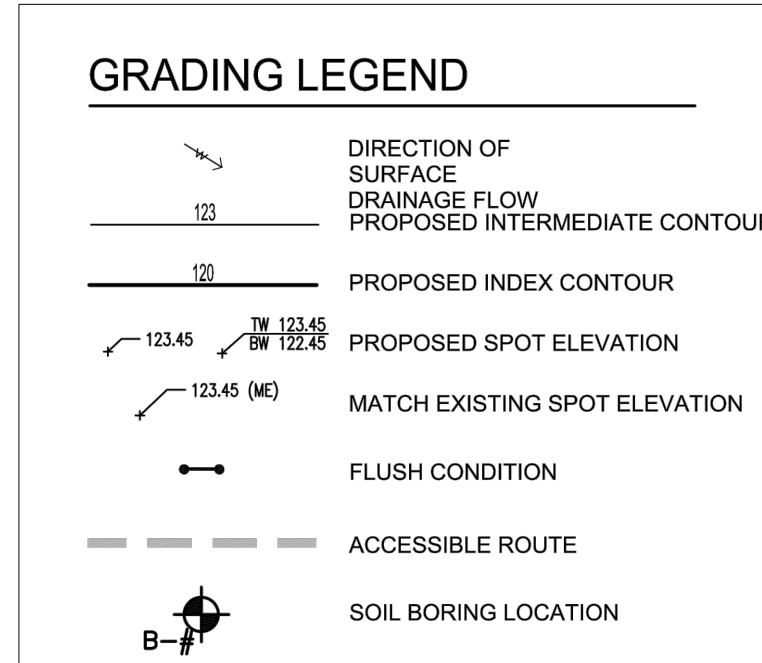 GRADING LEGEND
DIRECTION OF
SURFACE
DRAINAGE FLOW
123
PROPOSED INTERMEDIATE CONTOUR
120
PROPOSED INDEX CONTOUR
123.45
TW 123.45
BW 122.45
PROPOSED SPOT ELEVATION
123.45 (ME)
MATCH EXISTING SPOT ELEVATION
FLUSH CONDITION
ACCESSIBLE ROUTE
SOIL BORING LOCATION
B-#